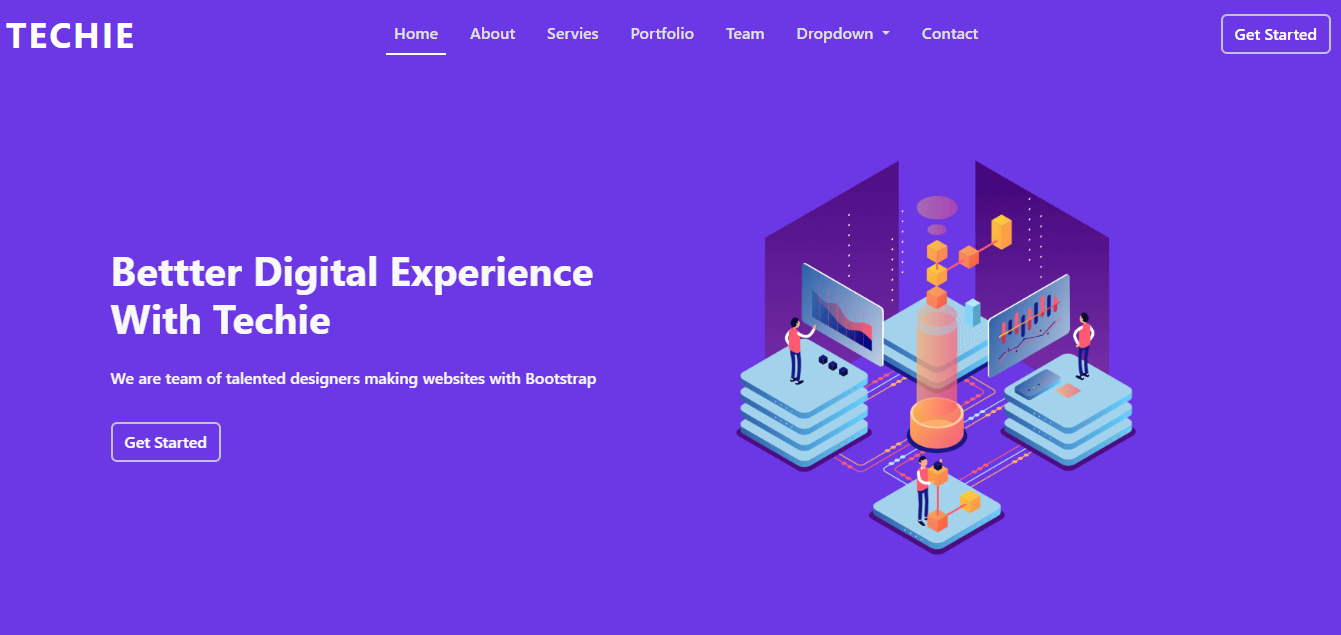 TECHIE
Home About Servies Portfolio Team Dropdown Contact
Get Started
Bettter Digital Experience
With Techie
We are team of talented designers making websites with Bootstrap
Get Started